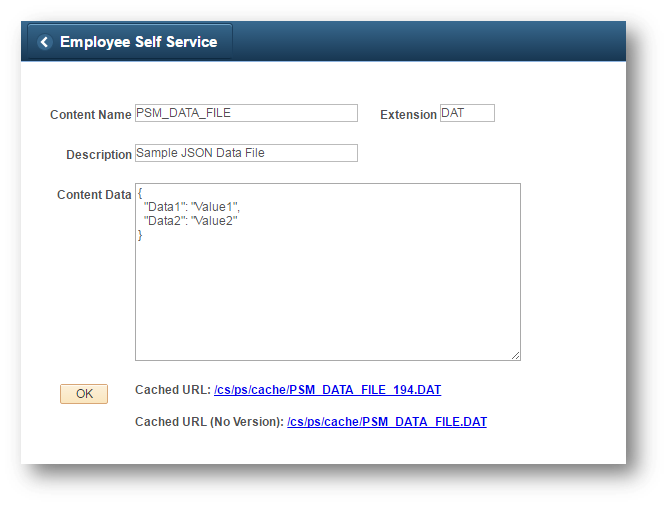 Employee Self Service
Content Name PSM_DATA_FILE Extension DAT
Description Sample JSON Data File
Content Data {
"Data1": "Value1",
"Data2": "Value2"
}
OK Cached URL: /cs/ps/cache/PSM_DATA_FILE_194.DAT
Cached URL (No Version): /cs/ps/cache/PSM_DATA_FILE.DAT